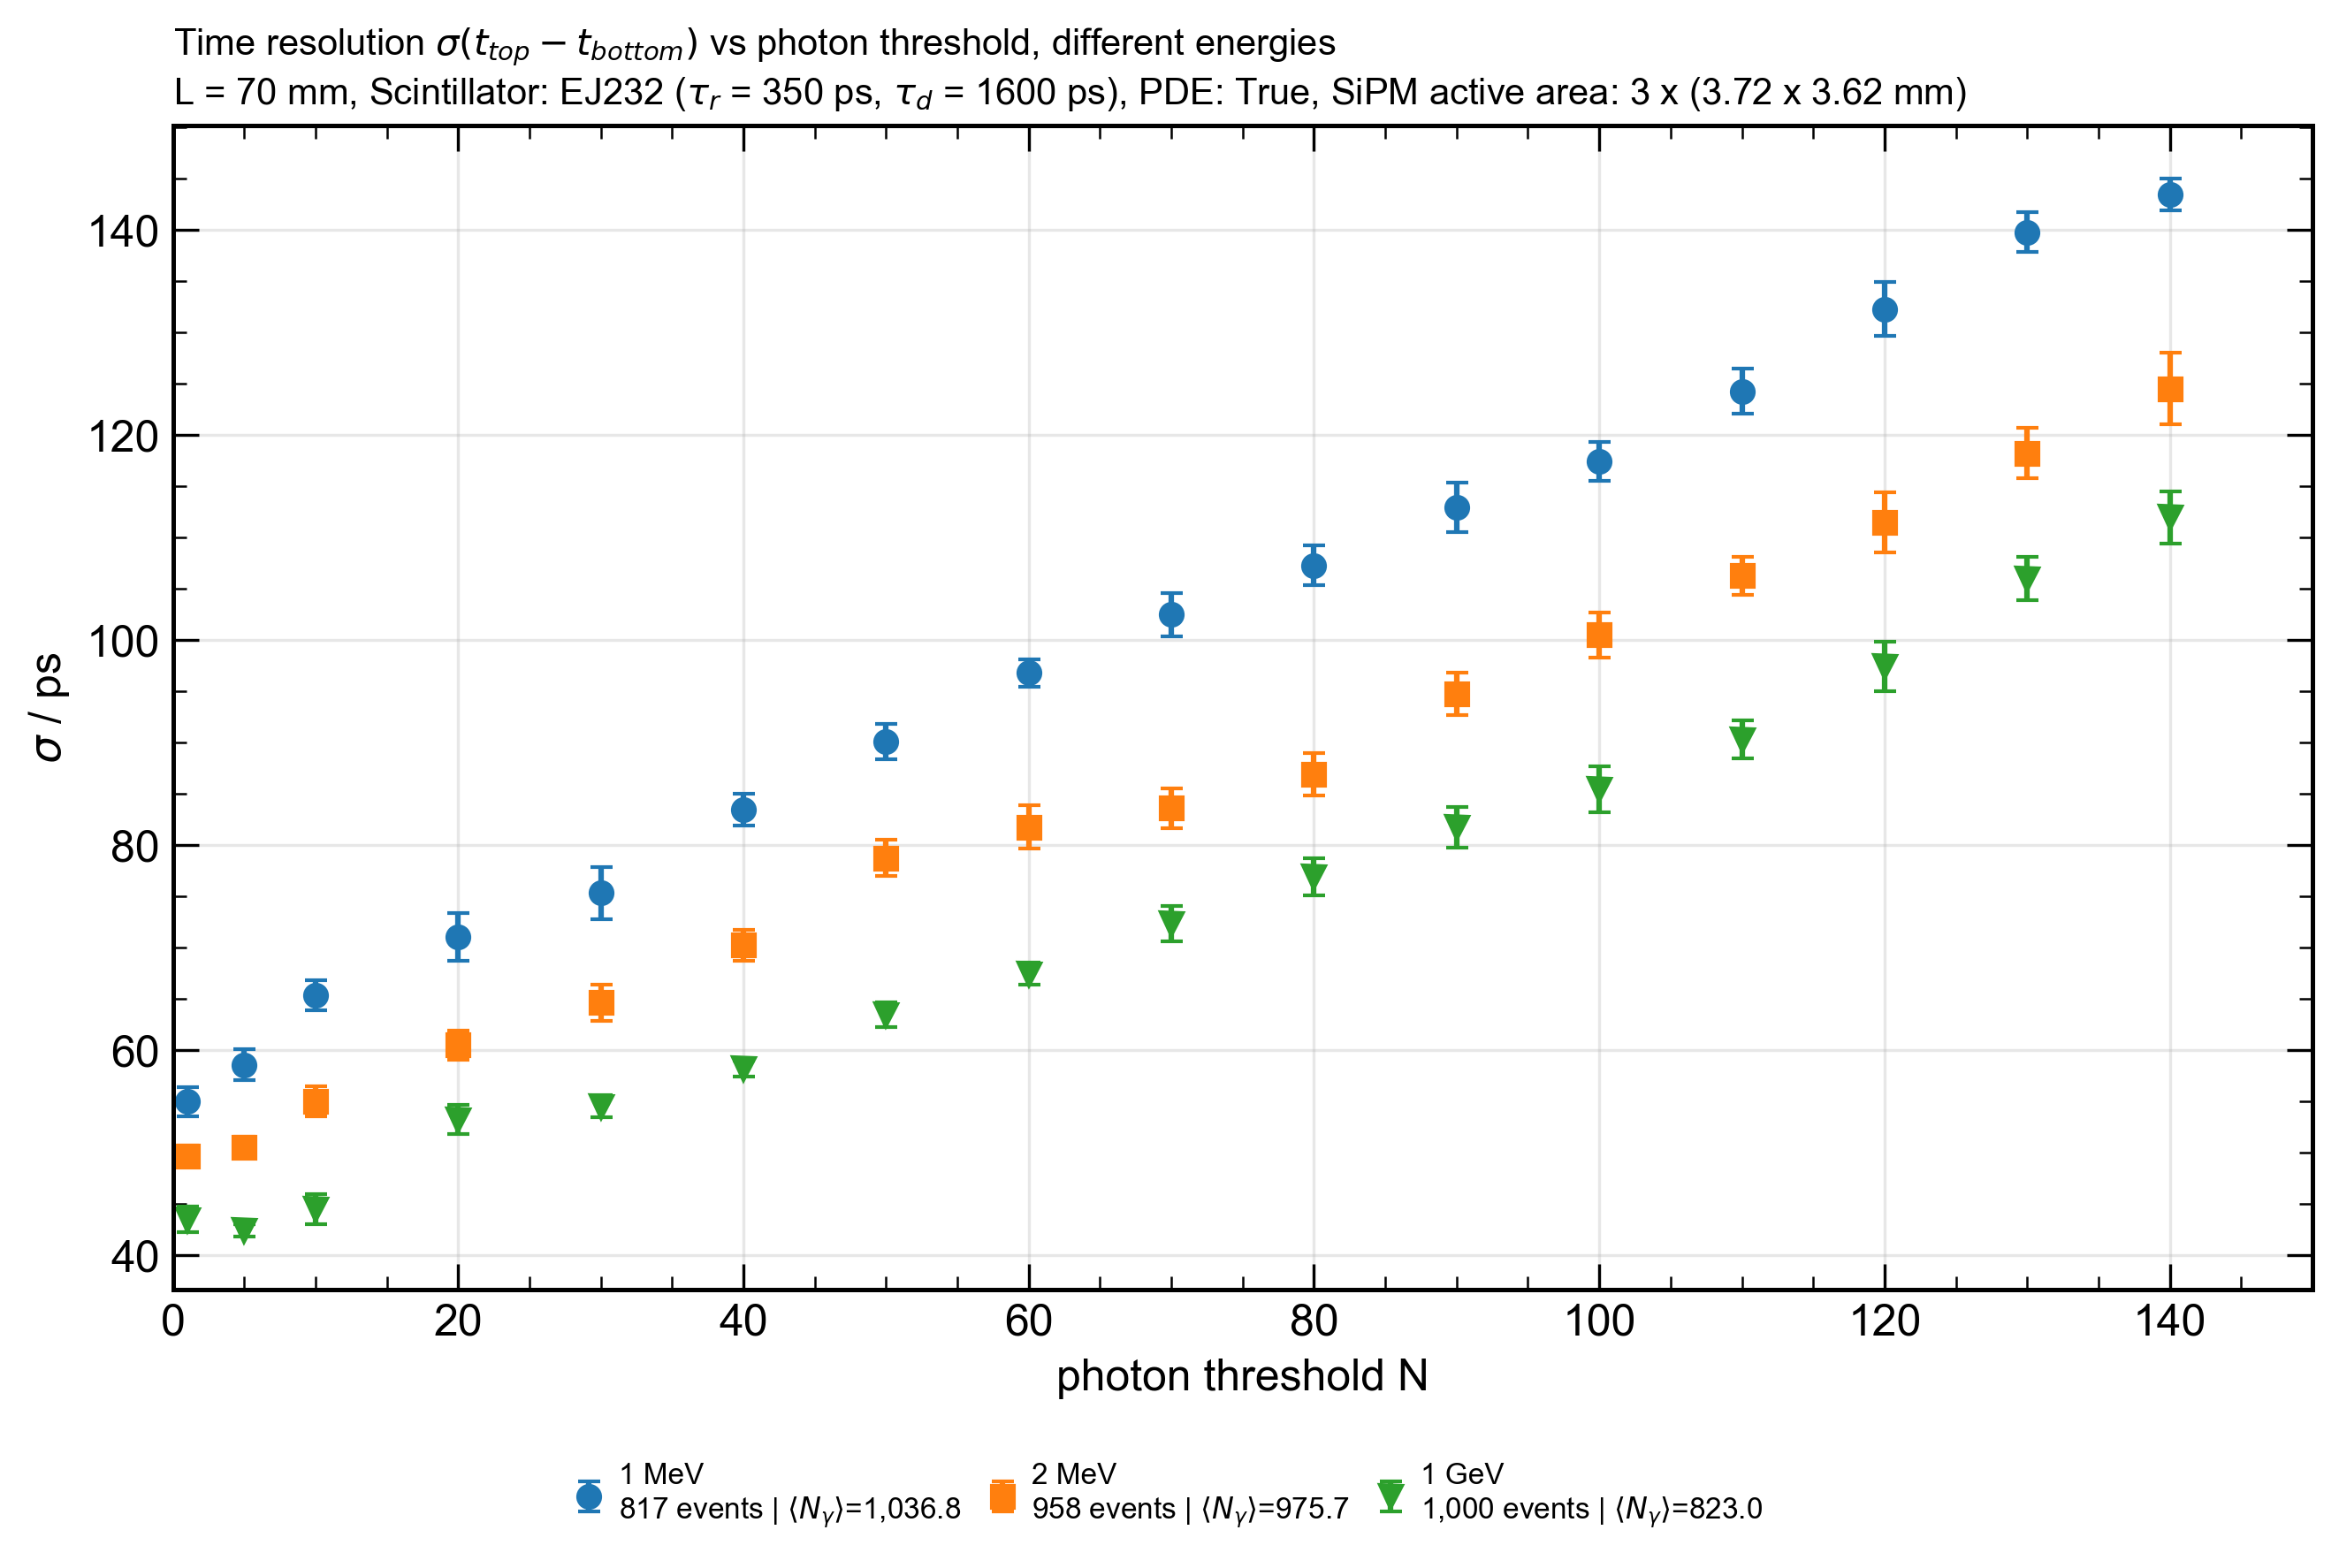 Time resolution σ(t_top − t_bottom) vs photon threshold, different energies
L = 70 mm, Scintillator: EJ232 (τ_r = 350 ps, τ_d = 1600 ps), PDE: True, SiPM active area: 3 x (3.72 x 3.62 mm)
140
120
100
80
60
40
σ / ps
0 20 40 60 80 100 120 140
photon threshold N
1 MeV
817 events | ⟨N_γ⟩=1,036.8
2 MeV
958 events | ⟨N_γ⟩=975.7
1 GeV
1,000 events | ⟨N_γ⟩=823.0